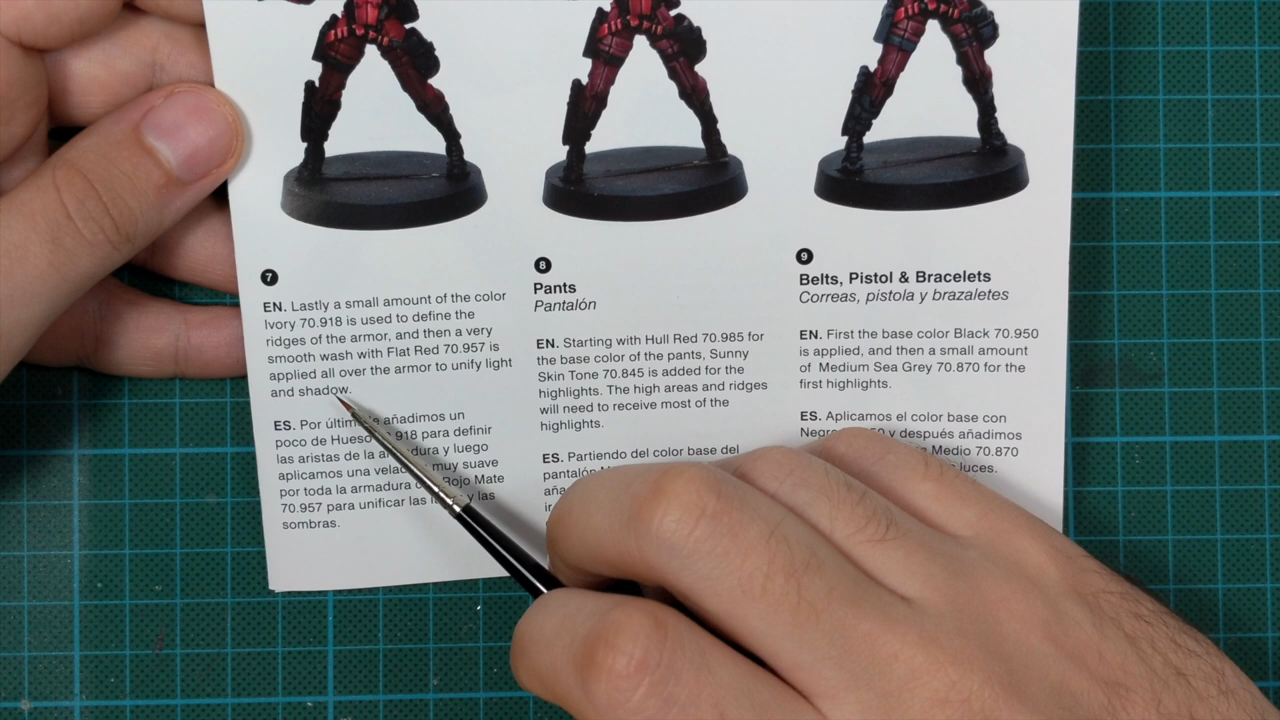 7
EN. Lastly a small amount of the color
Ivory 70.918 is used to define the
ridges of the armor, and then a very
smooth wash with Flat Red 70.957 is
applied all over the armor to unify light
and shadow.
ES. Por último añadimos un
poco de Hueso 918 para definir
las aristas de la armadura y luego
aplicamos una muy suave
por toda la armadura Rojo Mate
70.957 para unificar las y las
sombras.
8
Pants
Pantalón
EN. Starting with Hull Red 70.985 for
the base color of the pants, Sunny
Skin Tone 70.845 is added for the
highlights. The high areas and ridges
will need to receive most of the
highlights.
ES. Partiendo del color base del
pantalón
9
Belts, Pistol & Bracelets
Correas, pistola y brazaletes
EN. First the base color Black 70.950
is applied, and then a small amount
of Medium Sea Grey 70.870 for the
first highlights.
ES. Aplicamos el color base con
y después añadimos
Medio 70.870
luces.